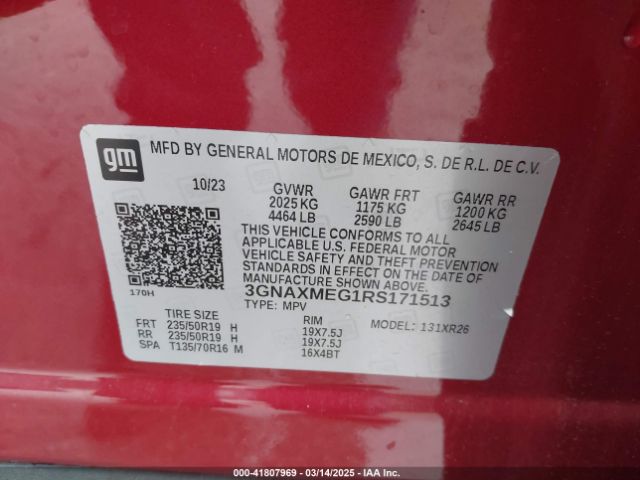 gm
MFD BY GENERAL MOTORS DE MEXICO, S. DE R.L. DE C.V.
10/23 GVWR GAWR FRT GAWR RR
2025 KG 1175 KG 1200 KG
4464 LB 2590 LB 2645 LB
THIS VEHICLE CONFORMS TO ALL
APPLICABLE U.S. FEDERAL MOTOR
VEHICLE SAFETY AND THEFT PREVENTION
STANDARDS IN EFFECT ON THE DATE OF
MANUFACTURE SHOWN ABOVE.
170H 3GNAXMEG1RS171513
TYPE: MPV
TIRE SIZE RIM MODEL: 131XR26
FRT 235/50R19 H 19X7.5J
RR 235/50R19 H 19X7.5J
SPA T135/70R16 M 16X4BT
000-41807969 | 03/14/2025 | IAA Inc.